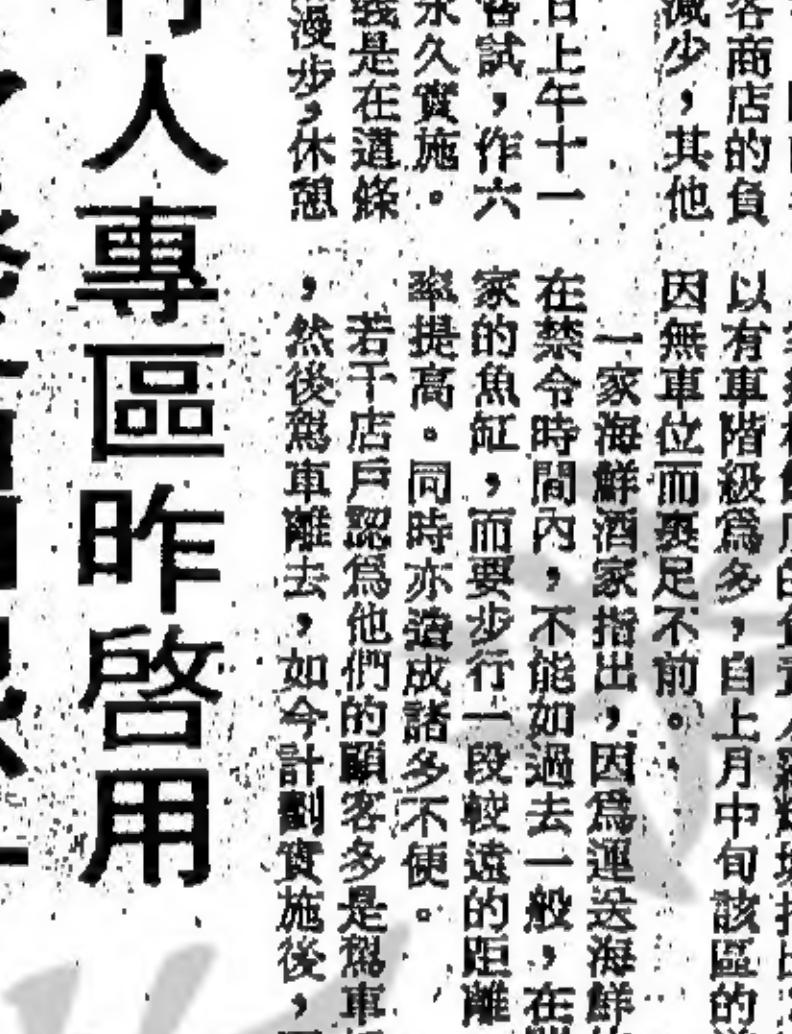 客商店的負
減少，其他
日上午十一
嘗試，作六
永久實施。
綫是在這條
漫步，休憩
以有車階級爲多，自上月中旬該區的
因無車位而裹足不前。
一家海鮮酒家指出，因爲運送海鮮
在禁令時間內，不能如過去一般，在
家的魚缸，而要步行一段較遠的距離
率提高。同時亦造成諸多不便。
若干店戶認爲他們的顧客多是駕車
，然後駕車離去，如今計劃實施後，
行人專區昨啓用